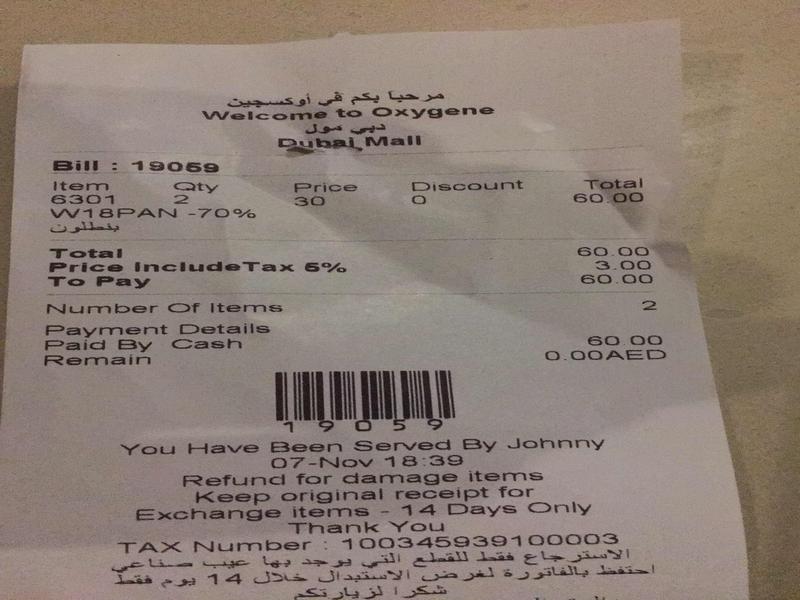 مرحبا بكم في أوكسجين
Welcome to Oxygene
دبي مول
Dubai Mall
Bill : 19059
Item Qty Price Discount Total
6301 2 30 0 60.00
W18PAN -70%
بنطلون
Total 60.00
Price IncludeTax 5% 3.00
To Pay 60.00
Number Of Items 2
Payment Details
Paid By Cash 60.00
Remain 0.00AED
19059
You Have Been Served By Johnny
07-Nov 18:39
Refund for damage items
Keep original receipt for
Exchange items - 14 Days Only
Thank You
TAX Number : 100345939100003
الاسترجاع فقط للقطع التي يوجد بها عيب صناعي
احتفظ بالفاتورة لغرض الاستبدال خلال 14 يوم فقط
شكرا لزيارتكم